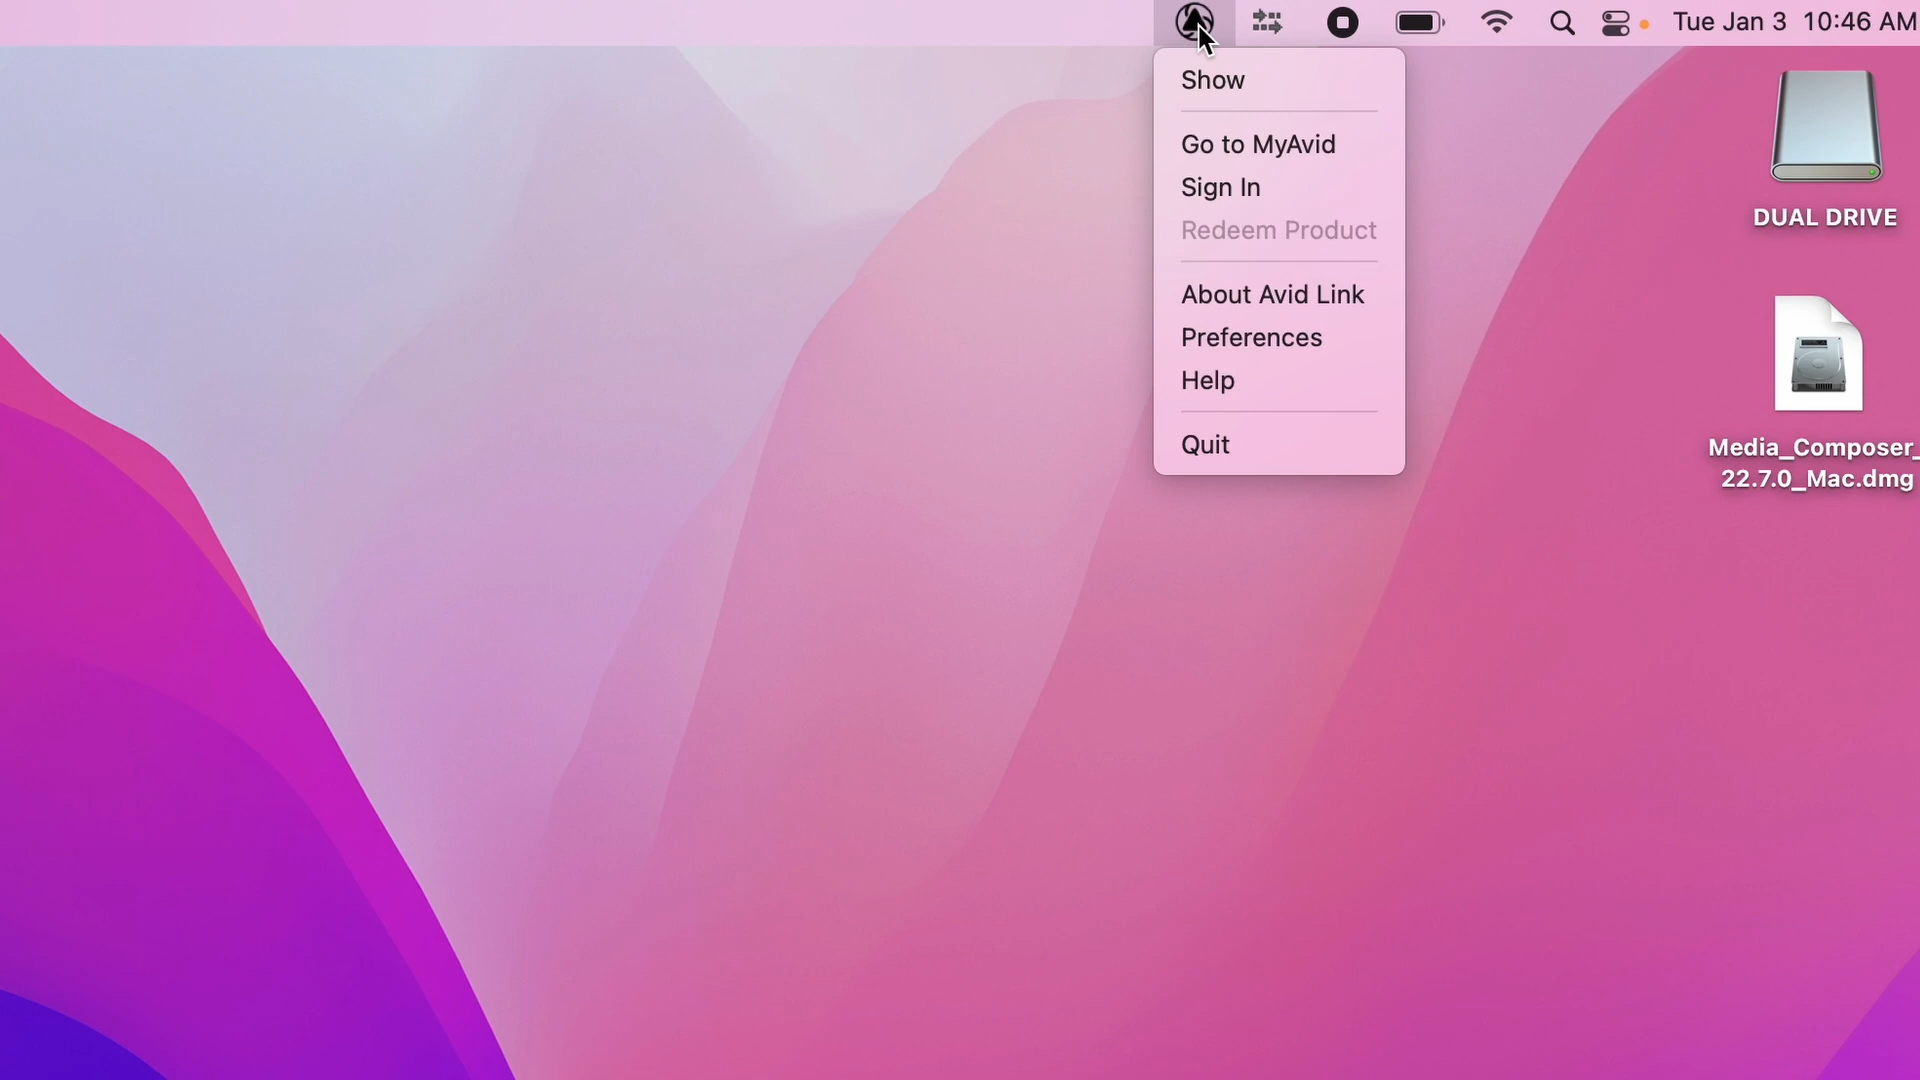 Tue Jan 3 10:46 AM
Show
Go to MyAvid
Sign In
Redeem Product
About Avid Link
Preferences
Help
Quit
DUAL DRIVE
Media_Composer_
22.7.0_Mac.dmg